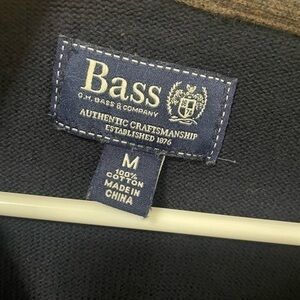 Bass
G.H. BASS & COMPANY
AUTHENTIC CRAFTSMANSHIP
ESTABLISHED 1876
M
100%
COTTON
MADE IN
CHINA